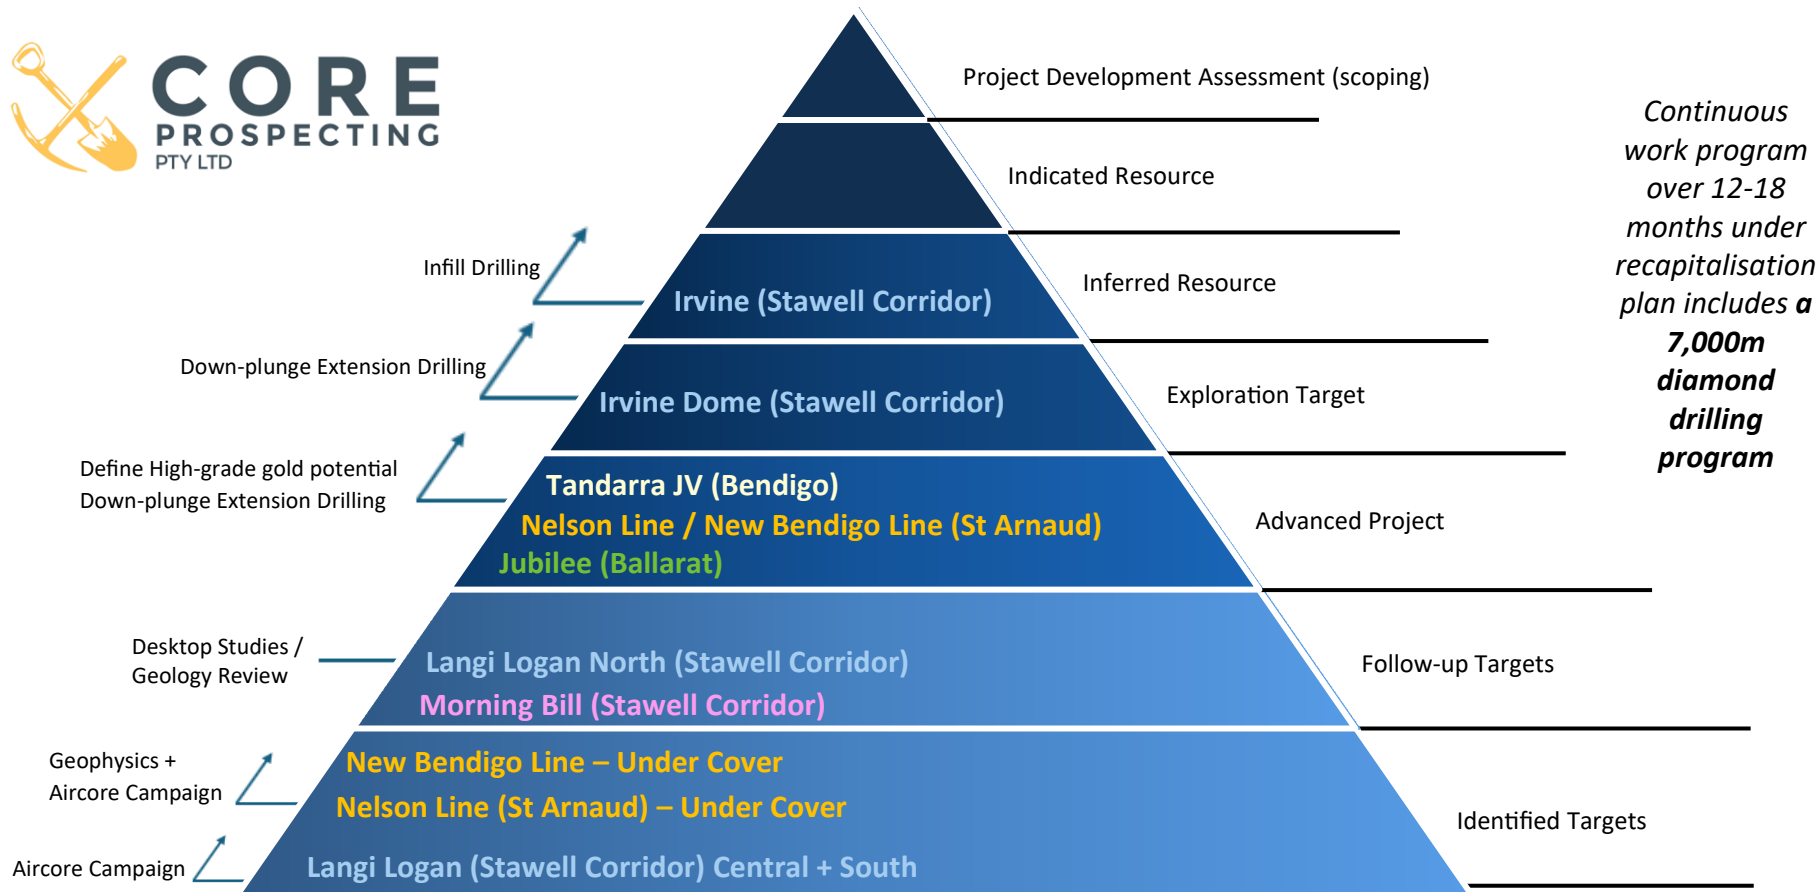 CORE
PROSPECTING
PTY LTD
Project Development Assessment (scoping)
Indicated Resource
Continuous
work program
over 12-18
months under
recapitalisation
plan includes a
7,000m
diamond
drilling
program
Infill Drilling
Irvine (Stawell Corridor)
Inferred Resource
Down-plunge Extension Drilling
Irvine Dome (Stawell Corridor)
Exploration Target
Define High-grade gold potential
Down-plunge Extension Drilling
Tandarra JV (Bendigo)
Nelson Line / New Bendigo Line (St Arnaud)
Jubilee (Ballarat)
Advanced Project
Desktop Studies /
Geology Review
Langi Logan North (Stawell Corridor)
Morning Bill (Stawell Corridor)
Follow-up Targets
Geophysics +
Aircore Campaign
New Bendigo Line – Under Cover
Nelson Line (St Arnaud) – Under Cover
Identified Targets
Aircore Campaign
Langi Logan (Stawell Corridor) Central + South